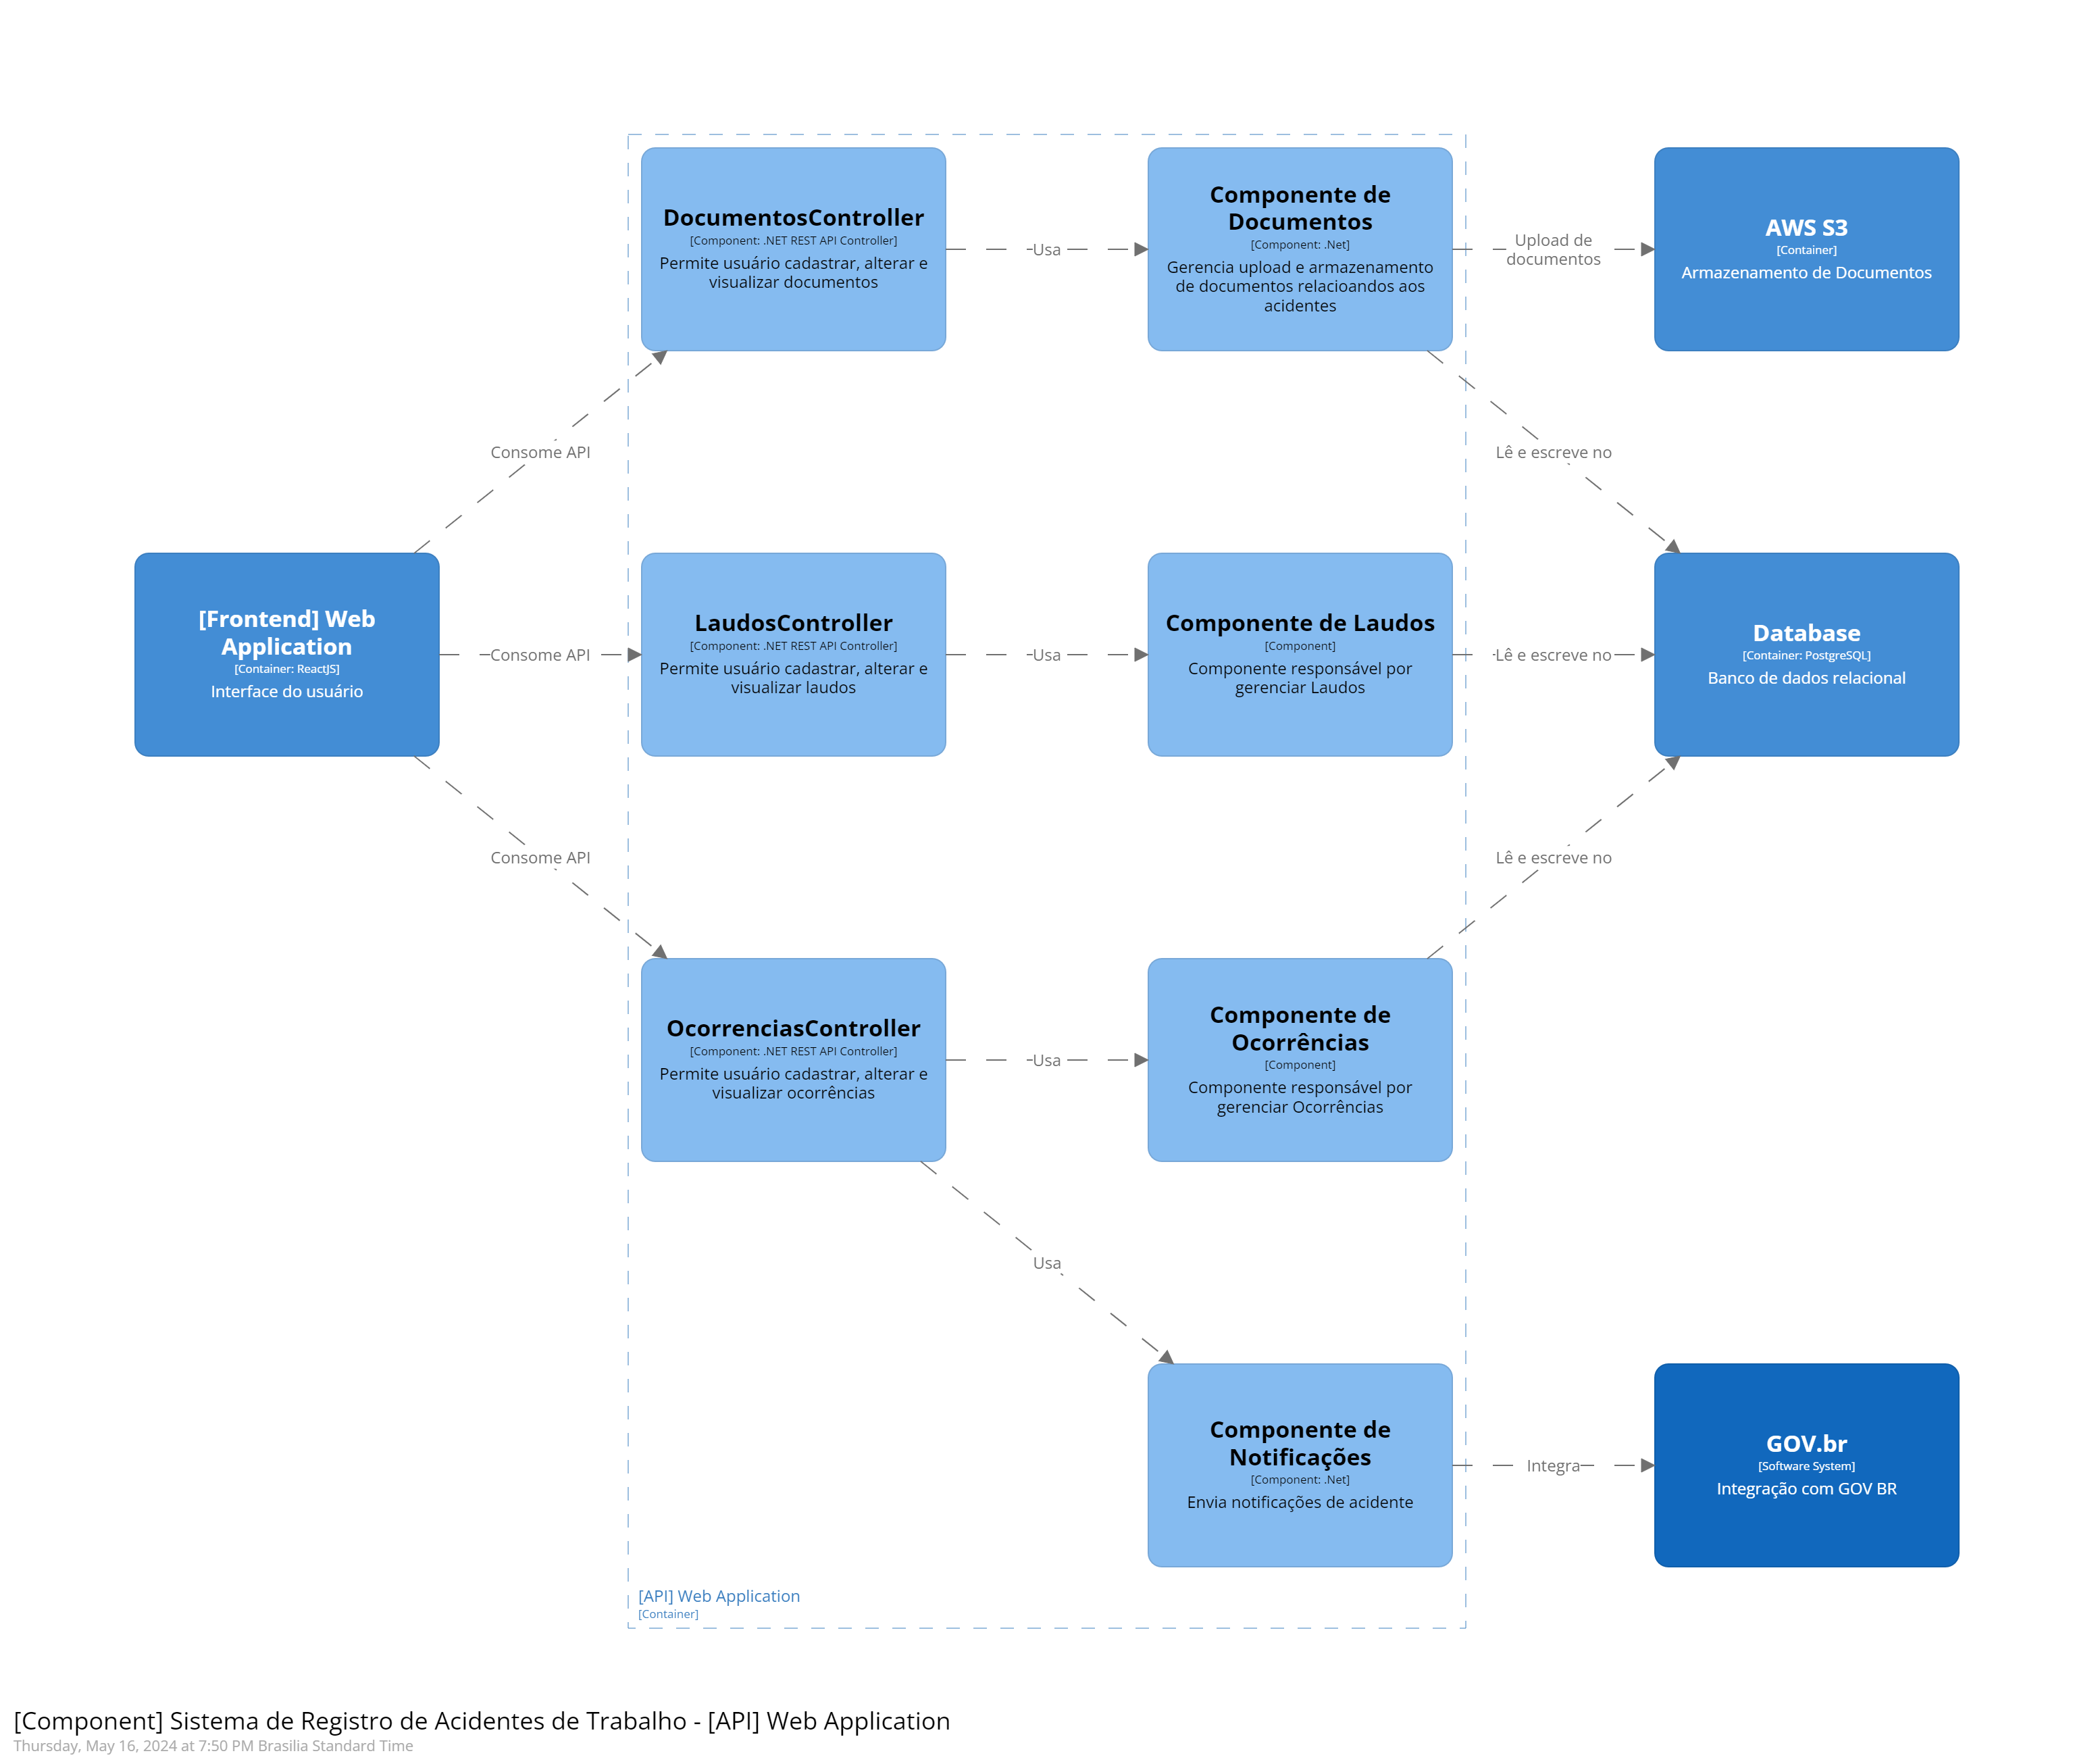 DocumentosController
[Component: .NET REST API Controller]
Permite usuário cadastrar, alterar e
visualizar documentos
Usa
Componente de
Documentos
[Component: .Net]
Gerencia upload e armazenamento
de documentos relacioandos aos
acidentes
Upload de
documentos
AWS S3
[Container]
Armazenamento de Documentos
Consome API
Lê e escreve no
[Frontend] Web
Application
[Container: ReactJS]
Interface do usuário
Consome API
LaudosController
[Component: .NET REST API Controller]
Permite usuário cadastrar, alterar e
visualizar laudos
Usa
Componente de Laudos
[Component]
Componente responsável por
gerenciar Laudos
Lê e escreve no
Database
[Container: PostgreSQL]
Banco de dados relacional
Consome API
Lê e escreve no
OcorrenciasController
[Component: .NET REST API Controller]
Permite usuário cadastrar, alterar e
visualizar ocorrências
Usa
Componente de
Ocorrências
[Component]
Componente responsável por
gerenciar Ocorrências
Usa
Componente de
Notificações
[Component: .Net]
Envia notificações de acidente
Integra
GOV.br
[Software System]
Integração com GOV BR
[API] Web Application
[Container]
[Component] Sistema de Registro de Acidentes de Trabalho - [API] Web Application
Thursday, May 16, 2024 at 7:50 PM Brasilia Standard Time